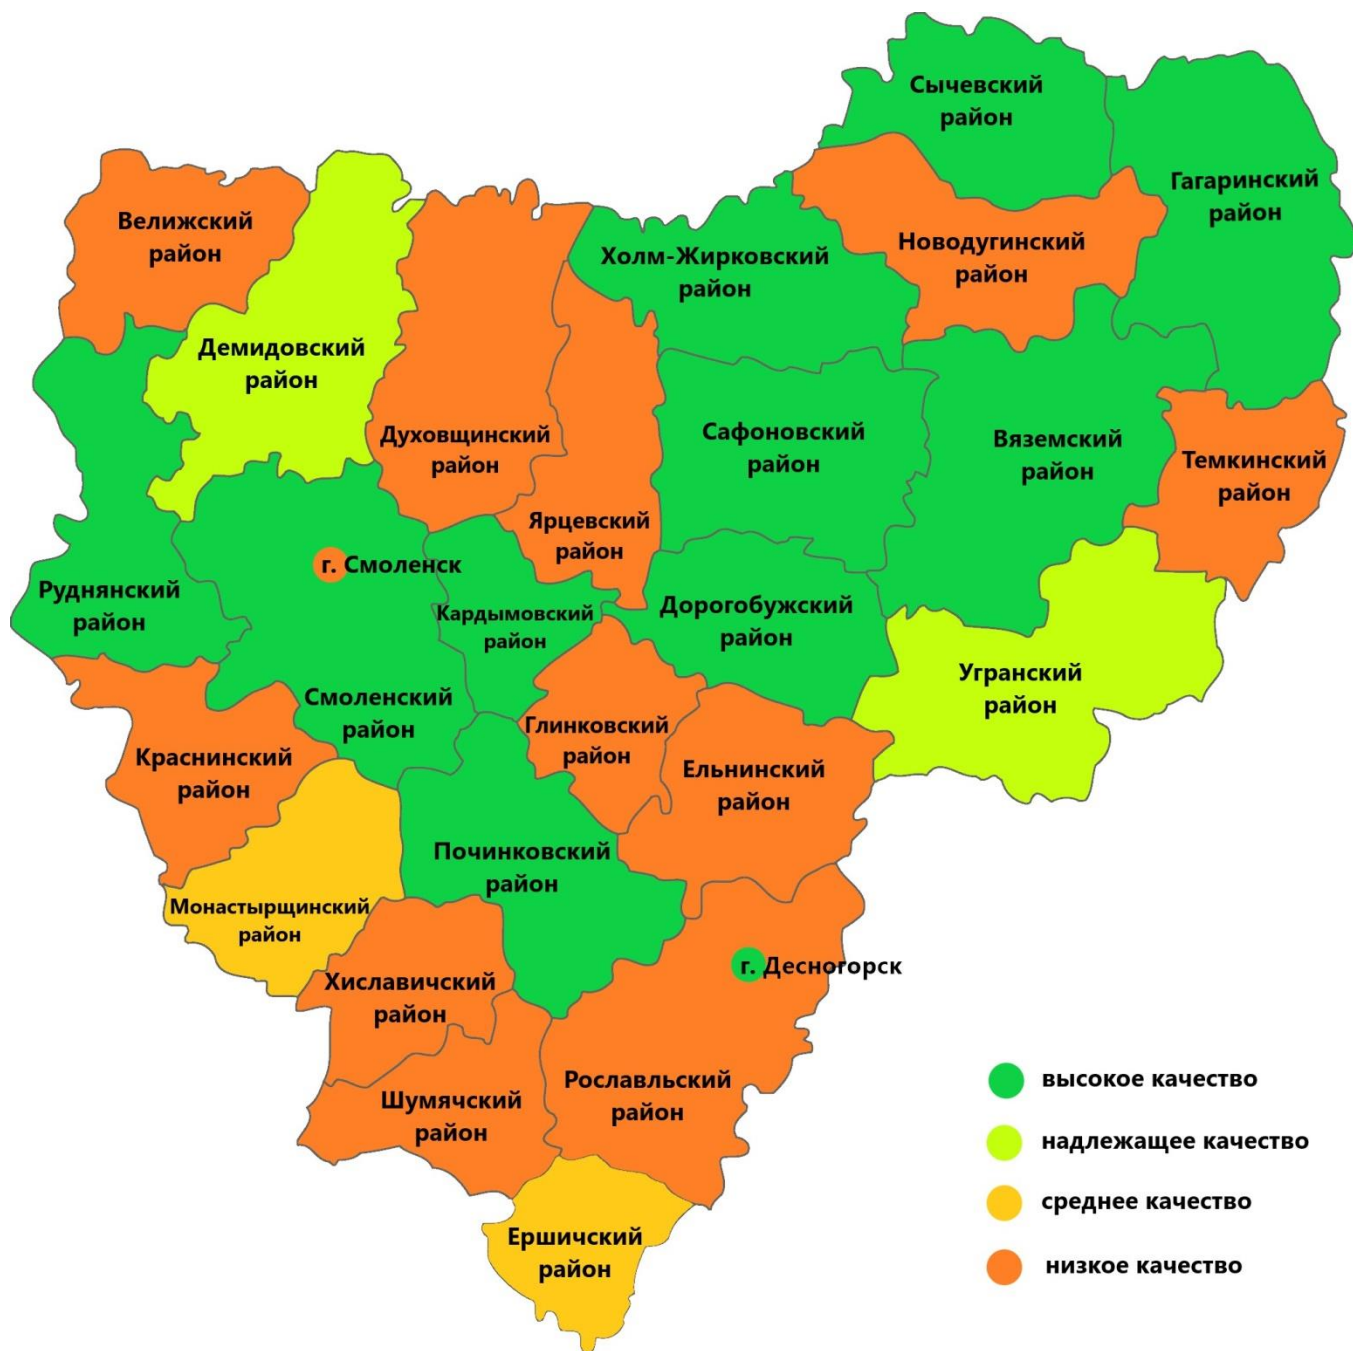 Сычевский
район
Гагаринский
район
Велижский
район
Новодугинский
район
Холм-Жирковский
район
Демидовский
район
Духовщинский
район
Сафоновский
район
Вяземский
район
Темкинский
район
Ярцевский
район
г. Смоленск
Руднянский
район
Кардымовский
район
Дорогобужский
район
Угранский
район
Смоленский
район
Глинковский
район
Краснинский
район
Ельнинский
район
Починковский
район
Монастырщинский
район
г. Десногорск
Хиславичский
район
Рославльский
район
Шумячский
район
Ершичский
район
высокое качество
надлежащее качество
среднее качество
низкое качество